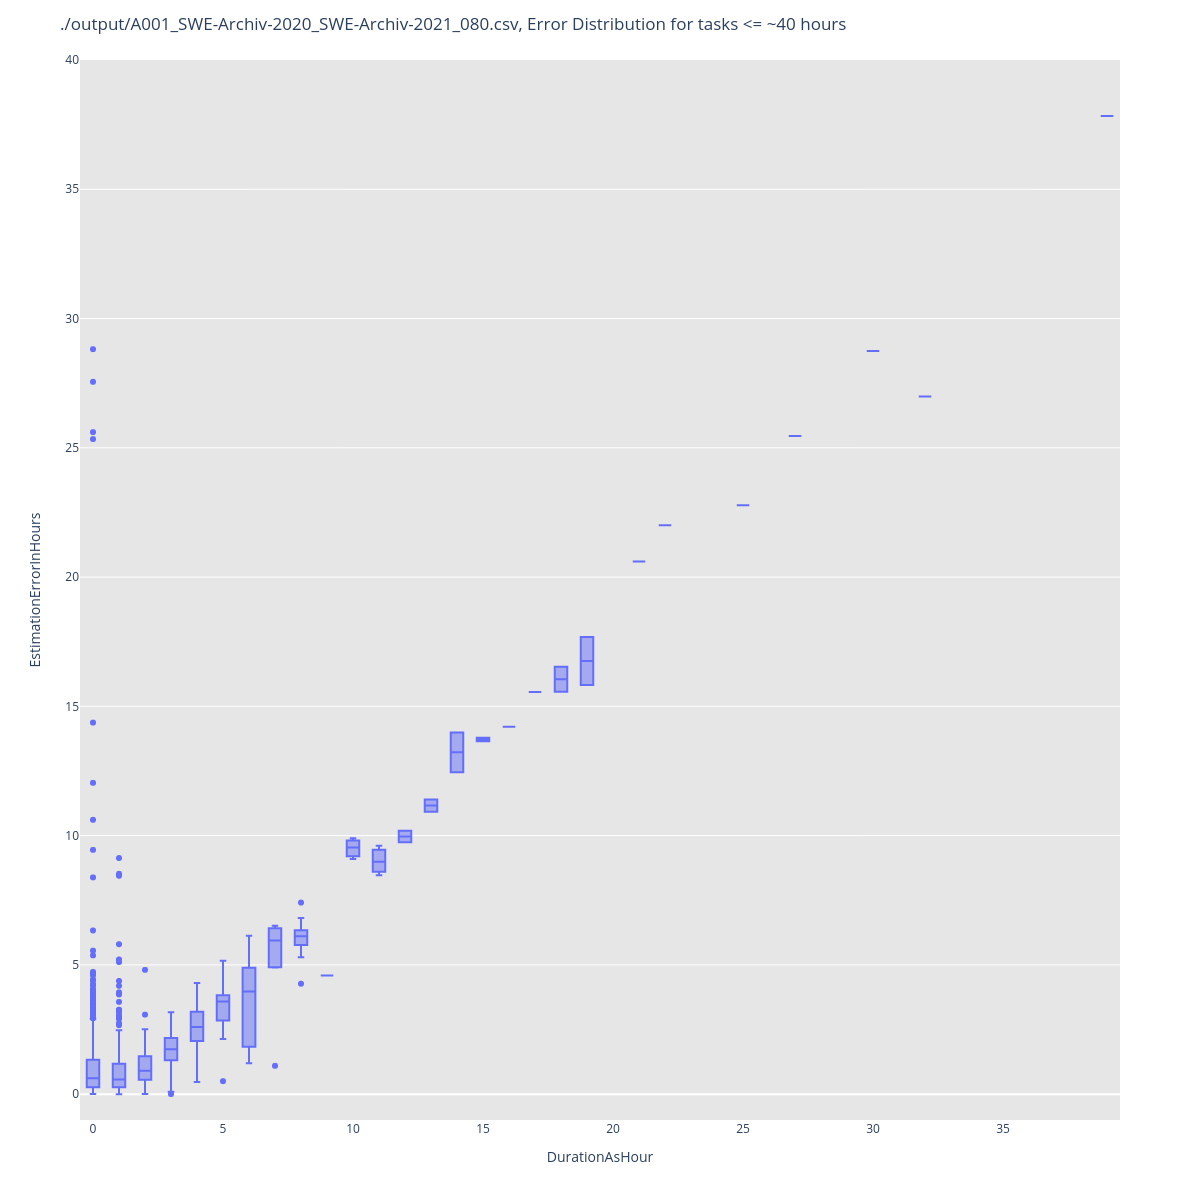 ./output/A001_SWE-Archiv-2020_SWE-Archiv-2021_080.csv, Error Distribution for tasks <= ~40 hours
40
35
30
25
20
15
10
5
0
EstimationErrorInHours
0 5 10 15 20 25 30 35
DurationAsHour